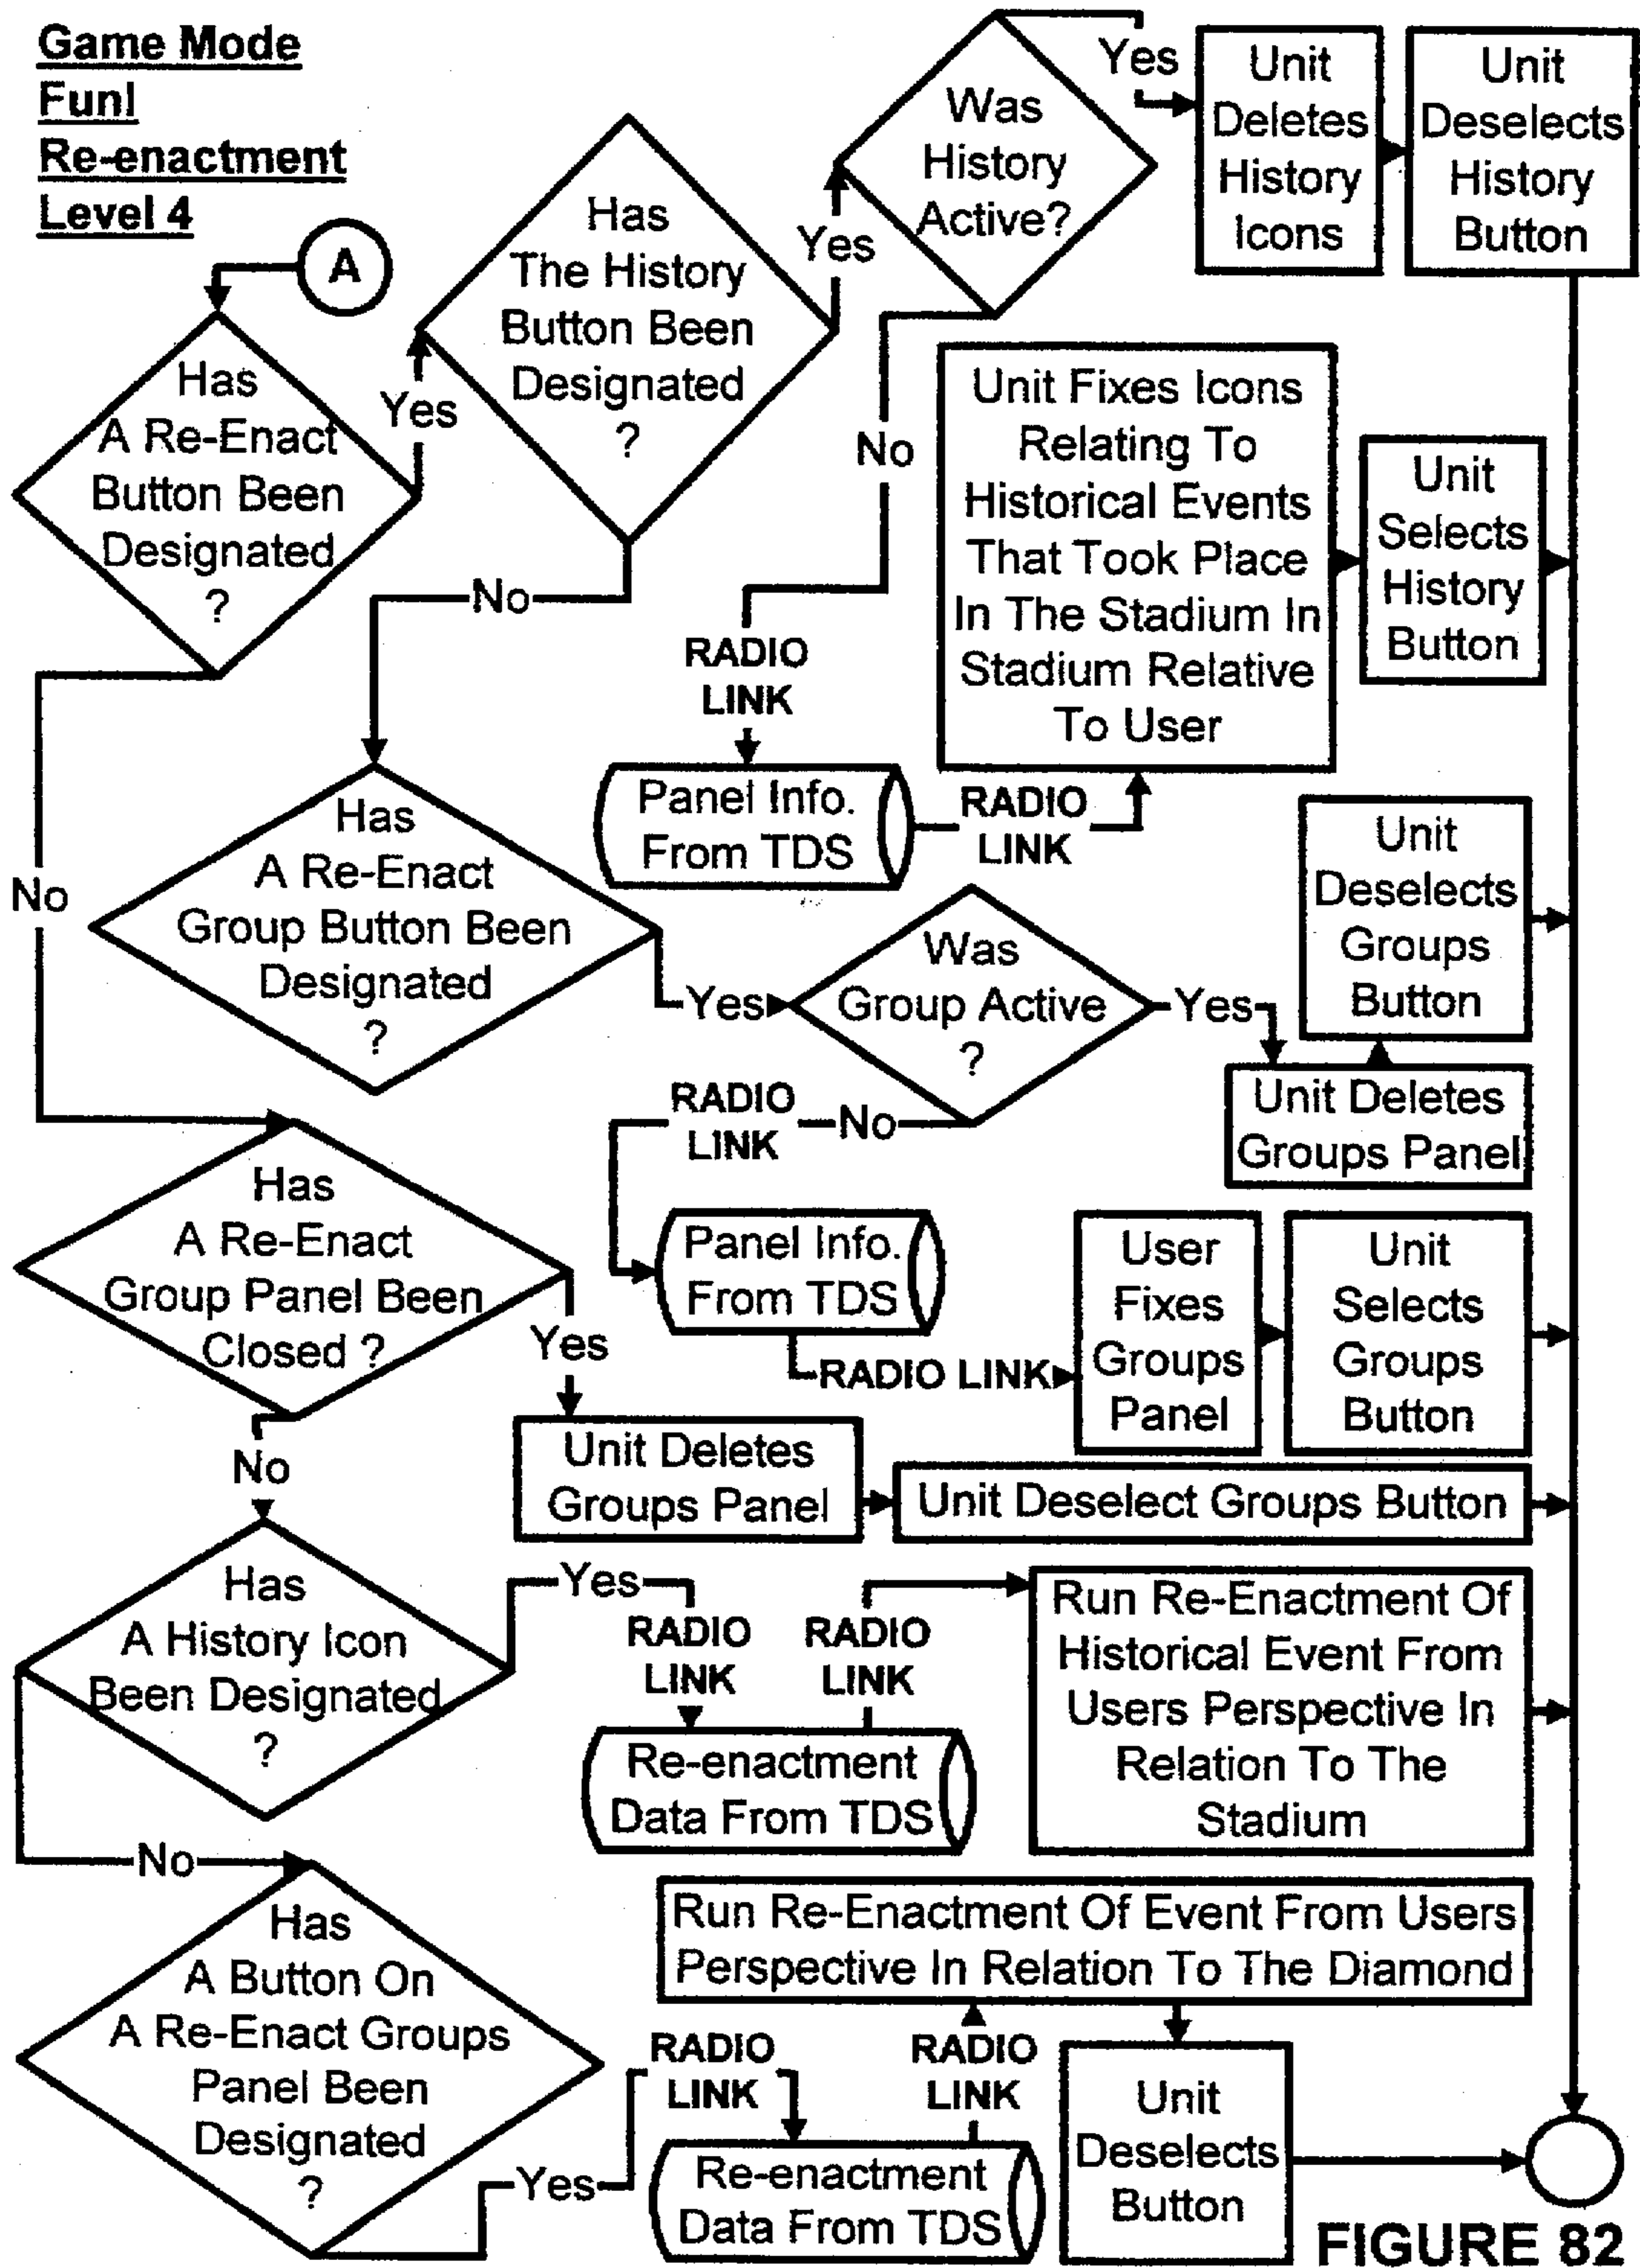 Game Mode
Funl
Re-enactment
Level 4
A
Has
A Re-Enact
Button Been
Designated
?
Yes
No
Has
The History
Button Been
Designated
?
Yes
No
Was
History
Active?
Yes
No
Unit
Deletes
History
Icons
Unit
Deselects
History
Button
RADIO
LINK
Panel Info.
From TDS
RADIO
LINK
Unit Fixes Icons
Relating To
Historical Events
That Took Place
In The Stadium In
Stadium Relative
To User
Unit
Selects
History
Button
Has
A Re-Enact
Group Button Been
Designated
?
Yes
Was
Group Active
?
Yes
Unit Deletes
Groups Panel
Unit
Deselects
Groups
Button
No
RADIO
LINK
Panel Info.
From TDS
RADIO LINK
User
Fixes
Groups
Panel
Unit
Selects
Groups
Button
Has
A Re-Enact
Group Panel Been
Closed ?
Yes
No
Unit Deletes
Groups Panel
Unit Deselect Groups Button
Has
A History Icon
Been Designated
?
Yes
No
RADIO
LINK
Re-enactment
Data From TDS
RADIO
LINK
Run Re-Enactment Of
Historical Event From
Users Perspective In
Relation To The
Stadium
Has
A Button On
A Re-Enact Groups
Panel Been
Designated
?
Yes
RADIO
LINK
Re-enactment
Data From TDS
RADIO
LINK
Run Re-Enactment Of Event From Users
Perspective In Relation To The Diamond
Unit
Deselects
Button
FIGURE 82